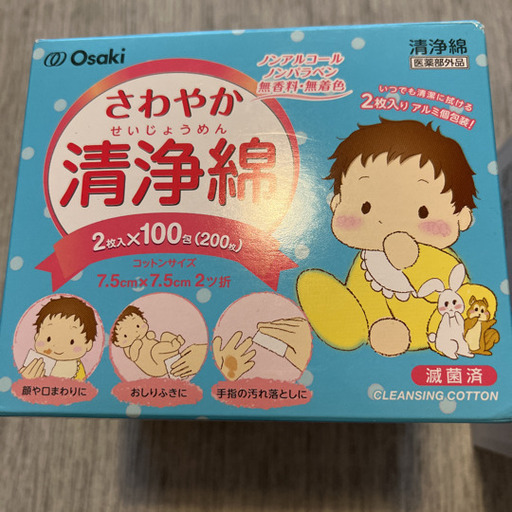 Osaki
さわやか
せいじょうめん
清浄綿
2枚入×100包(200枚)
コットンサイズ
7.5cm×7.5cm 2ツ折
ノンアルコール
ノンパラベン
無香料・無着色
清浄綿
医薬部外品
いつでも清潔に拭ける
2枚入り アルミ個包装!
顔や口まわりに
おしりふきに
手指の汚れ落としに
滅菌済
CLEANSING COTTON